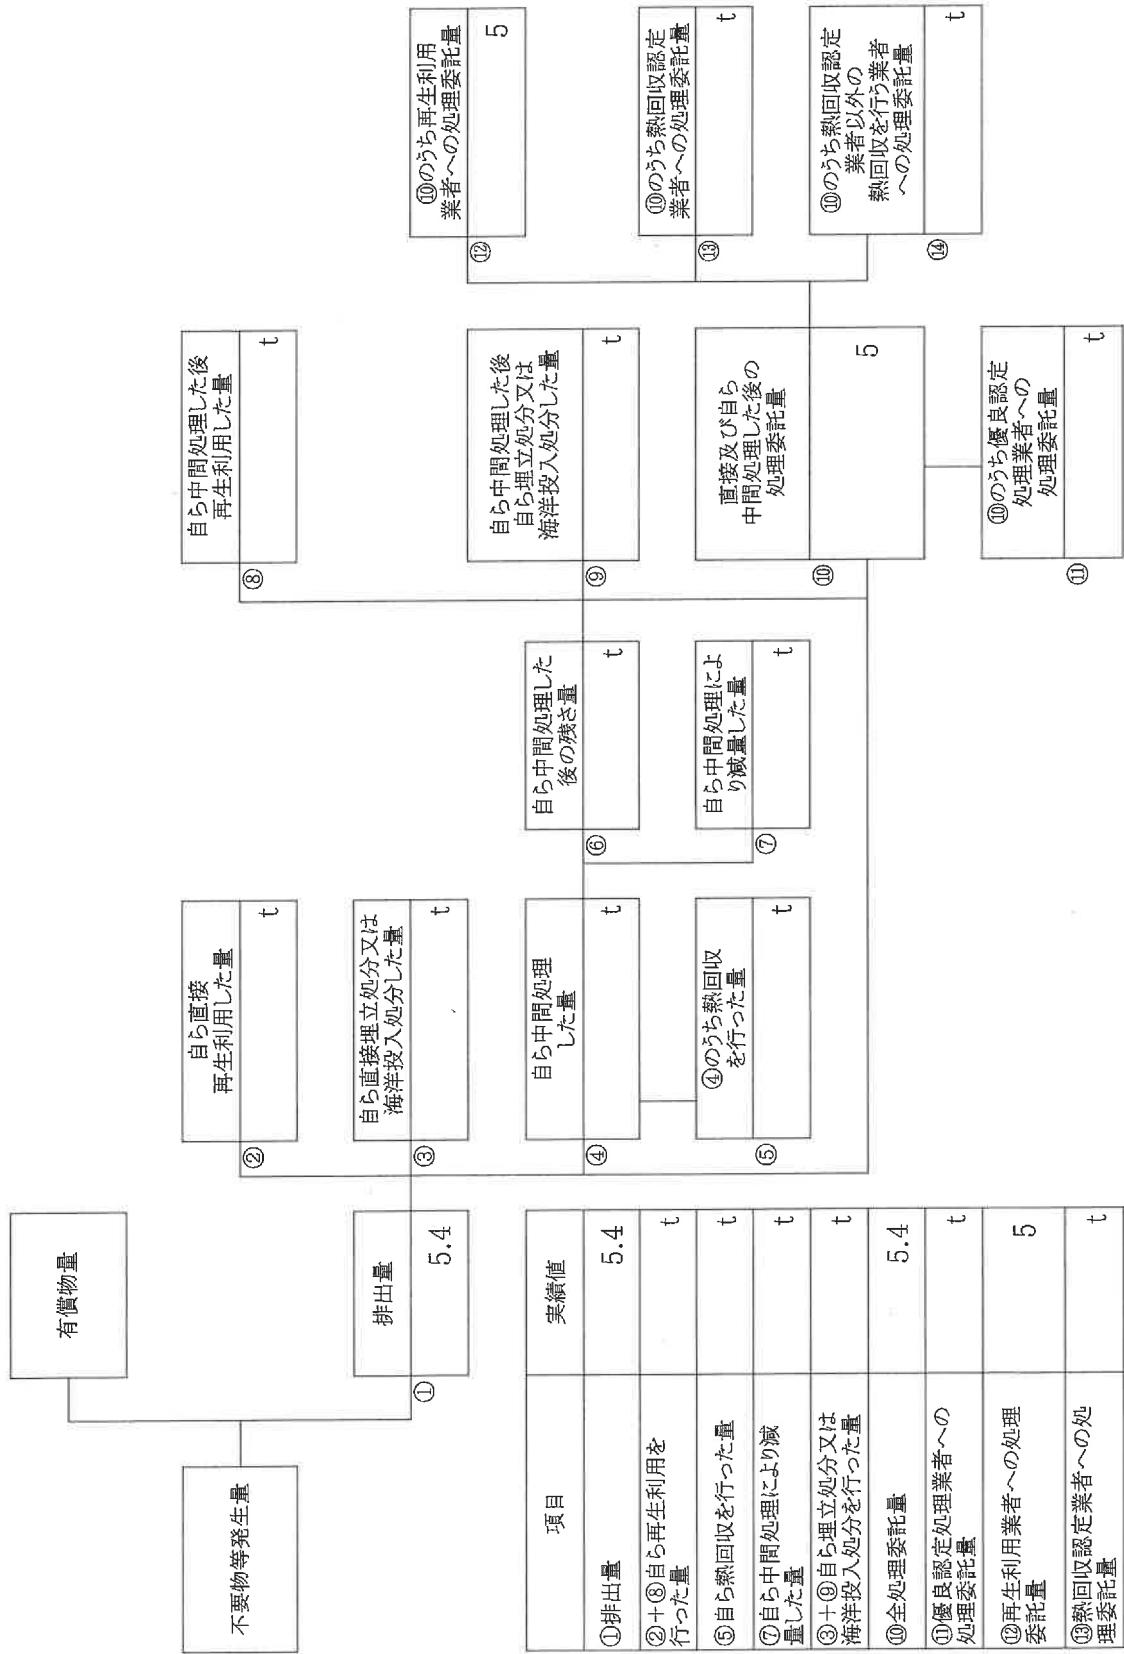 有償物量
不要物等発生量
排出量
①
5.4
自ら直接
再生利用した量
②
t
自ら直接埋立処分又は
海洋投入処分した量
③
t
自ら中間処理
した量
④
t
④のうち熱回収
を行った量
⑤
t
自ら中間処理した
後の残さ量
⑥
t
自ら中間処理によ
り減量した量
⑦
t
自ら中間処理した後
再生利用した量
⑧
t
自ら中間処理した後
自ら埋立処分又は
海洋投入処分した量
⑨
t
直接及び自ら
中間処理した後の
処理委託量
⑩
5
⑩のうち優良認定
処理業者への
処理委託量
⑪
t
⑩のうち再生利用
業者への処理委託量
⑫
5
⑩のうち熱回収認定
業者への処理委託量
⑬
t
⑩のうち熱回収認定
業者以外の
熱回収を行う業者
への処理委託量
⑭
t
項目 実績値
①排出量 5.4
②+⑧自ら再生利用を
行った量 t
⑤自ら熱回収を行った量 t
⑦自ら中間処理により減
量した量 t
③+⑨自ら埋立処分又は
海洋投入処分を行った量 t
⑩全処理委託量 5.4
⑪優良認定処理業者への
処理委託量 t
⑫再生利用業者への処理
委託量 5
⑬熱回収認定業者への処
理委託量 t